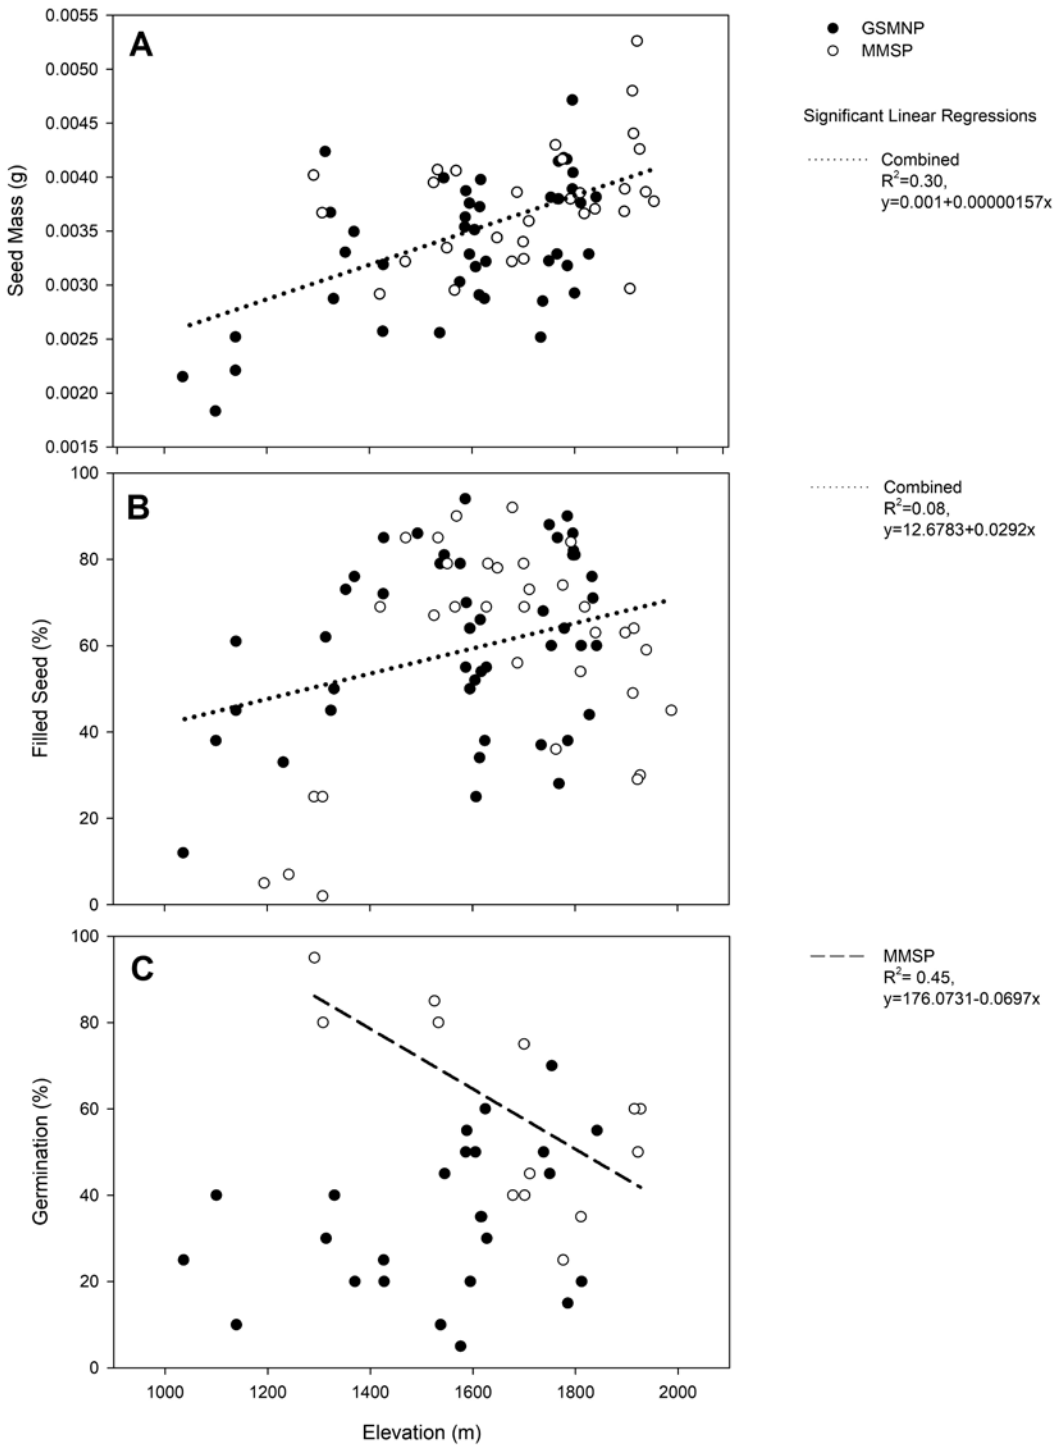 A
0.0055
0.0050
0.0045
0.0040
0.0035
0.0030
0.0025
0.0020
0.0015
Seed Mass (g)
GSMNP
MMSP
Significant Linear Regressions
Combined
R²=0.30,
y=0.001+0.00000157x
B
100
80
60
40
20
0
Filled Seed (%)
Combined
R²=0.08,
y=12.6783+0.0292x
C
100
80
60
40
20
0
Germination (%)
MMSP
R²= 0.45,
y=176.0731-0.0697x
1000 1200 1400 1600 1800 2000
Elevation (m)